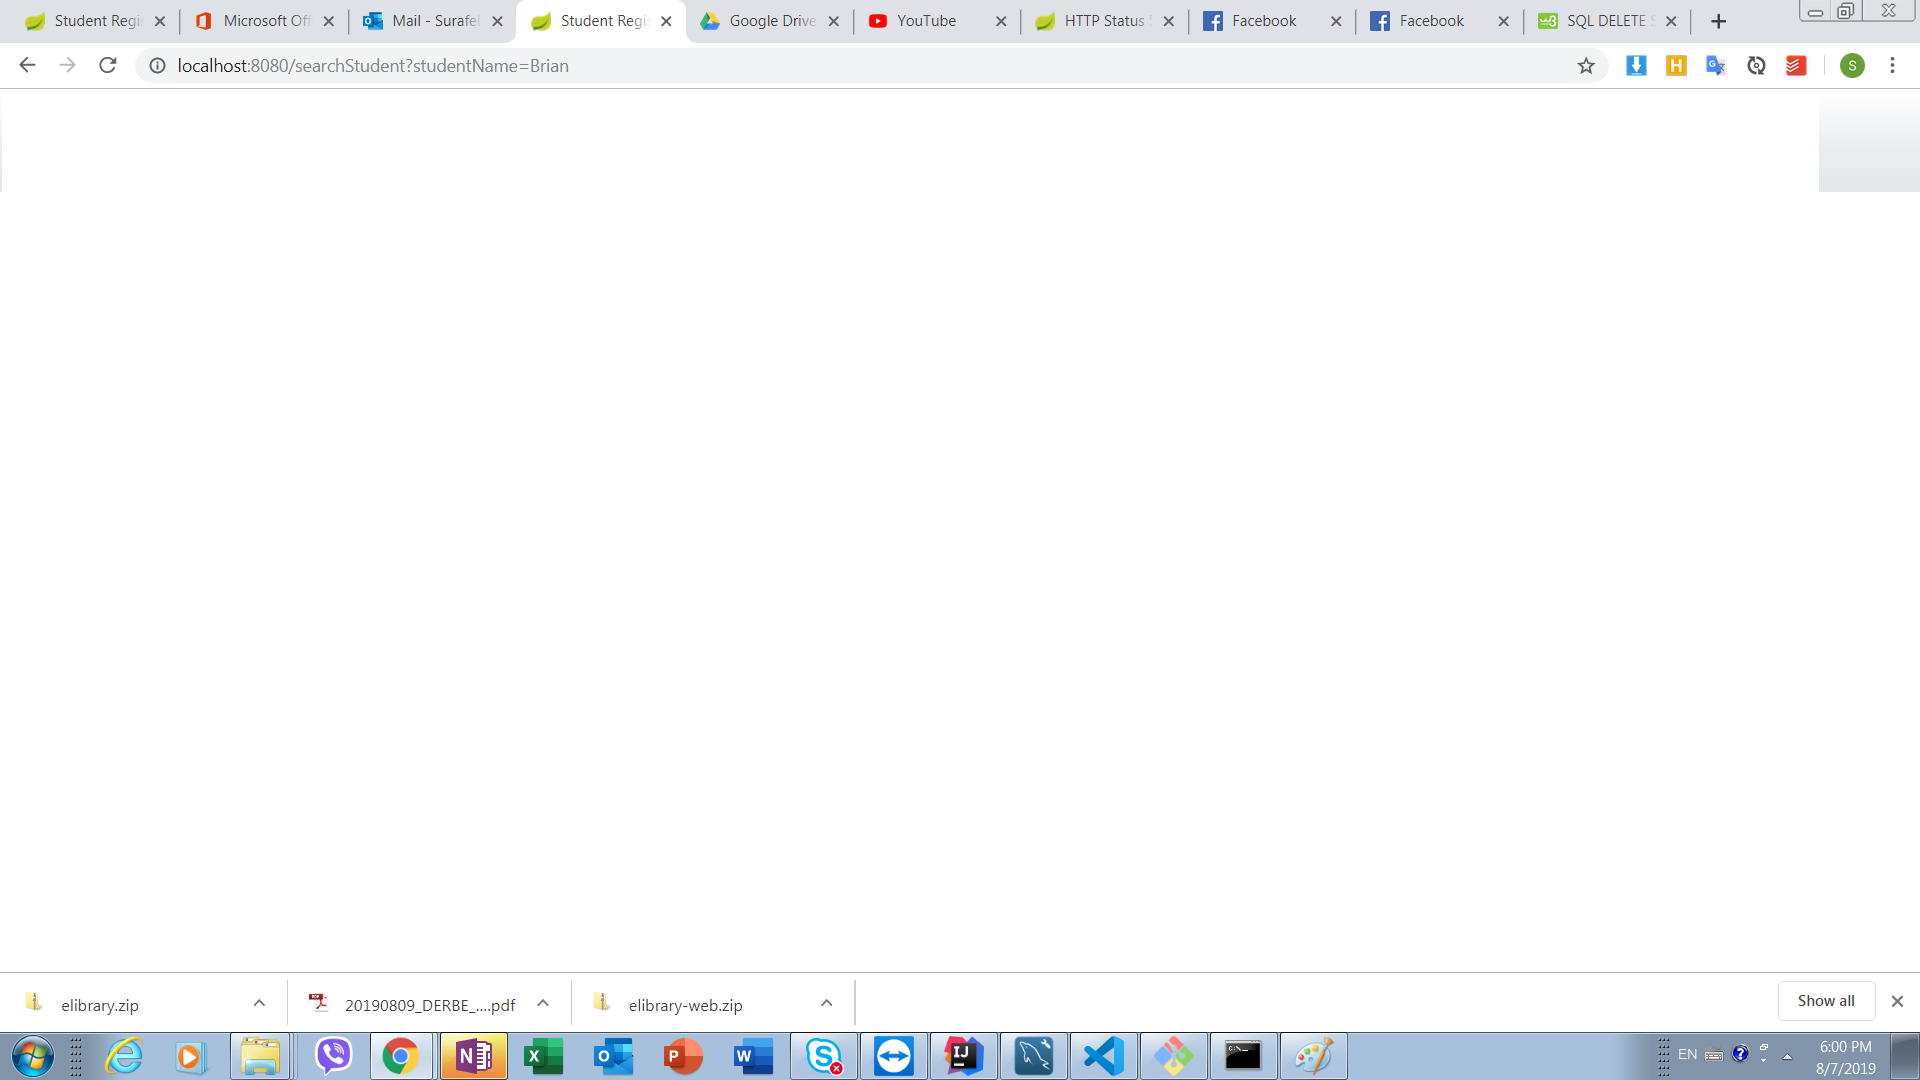 Student Regi
Microsoft Off
Mail - Surafel
Student Regi
Google Drive
YouTube
HTTP Status 5
Facebook
Facebook
SQL DELETE S
localhost:8080/searchStudent?studentName=Brian
S
elibrary.zip
20190809_DERBE_....pdf
elibrary-web.zip
Show all
EN
6:00 PM
8/7/2019